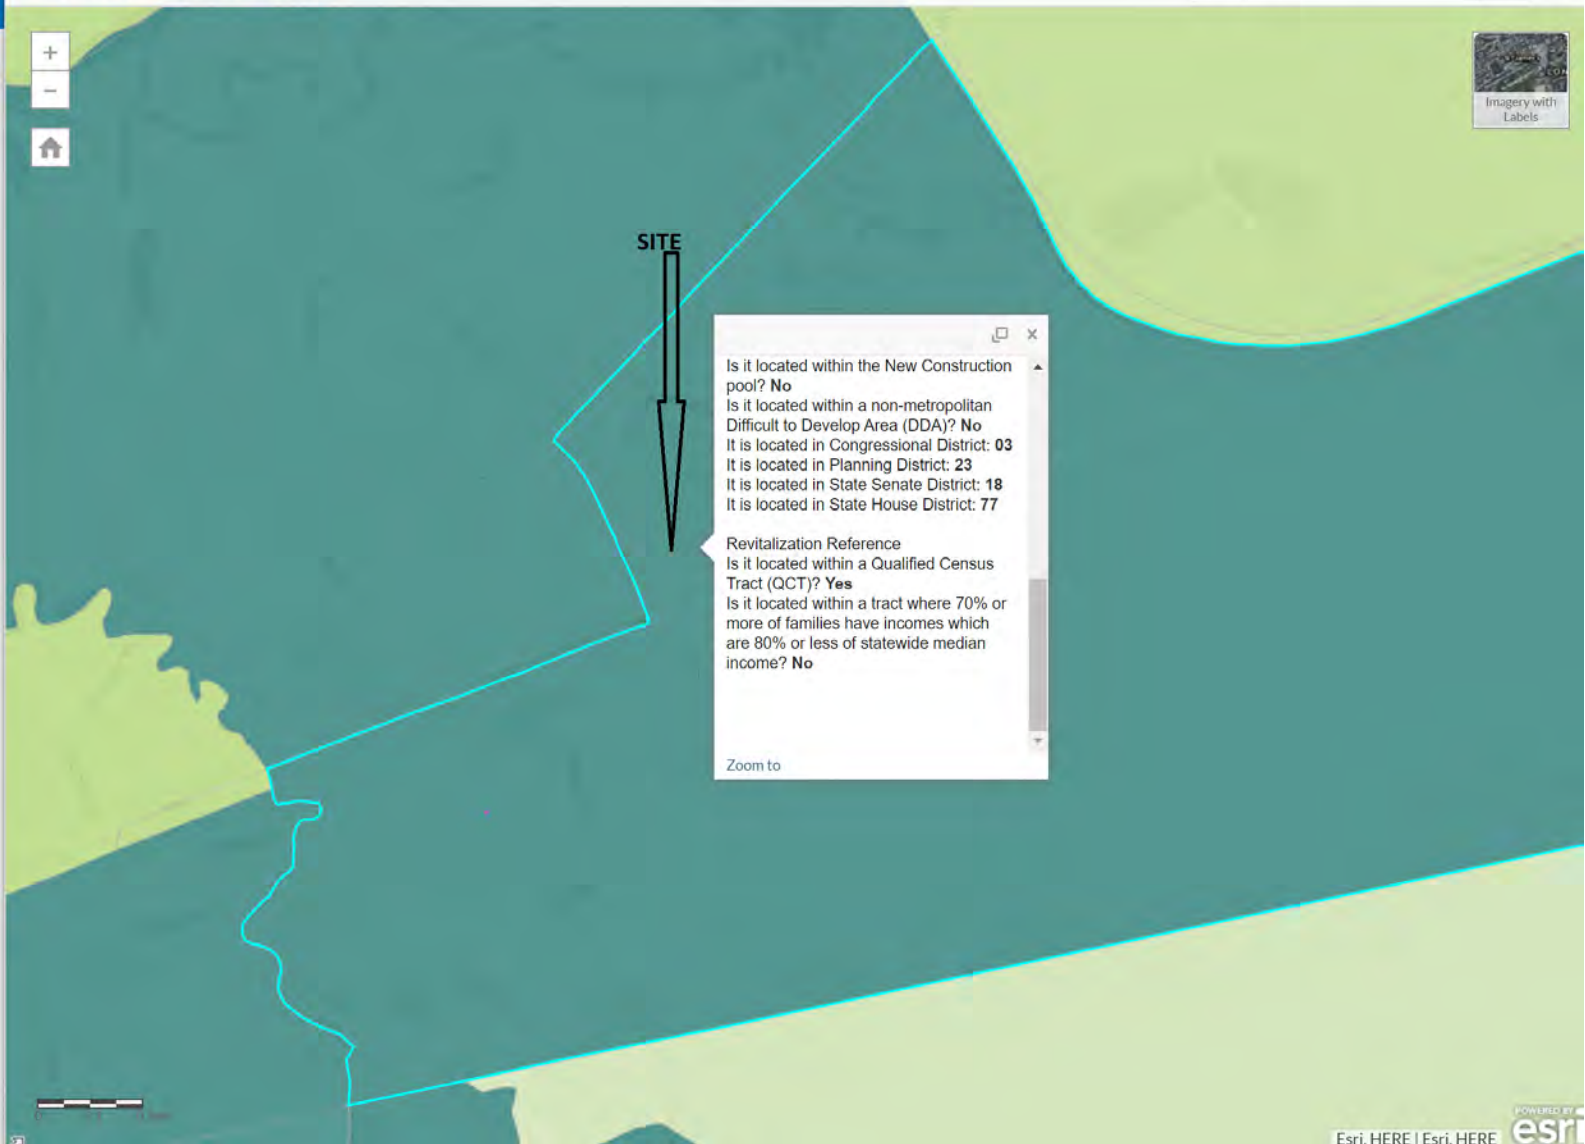 +
−
Imagery with
Labels
SITE
Is it located within the New Construction
pool? No
Is it located within a non-metropolitan
Difficult to Develop Area (DDA)? No
It is located in Congressional District: 03
It is located in Planning District: 23
It is located in State Senate District: 18
It is located in State House District: 77
Revitalization Reference
Is it located within a Qualified Census
Tract (QCT)? Yes
Is it located within a tract where 70% or
more of families have incomes which
are 80% or less of statewide median
income? No
Zoom to
POWERED BY
esri
Esri, HERE | Esri, HERE